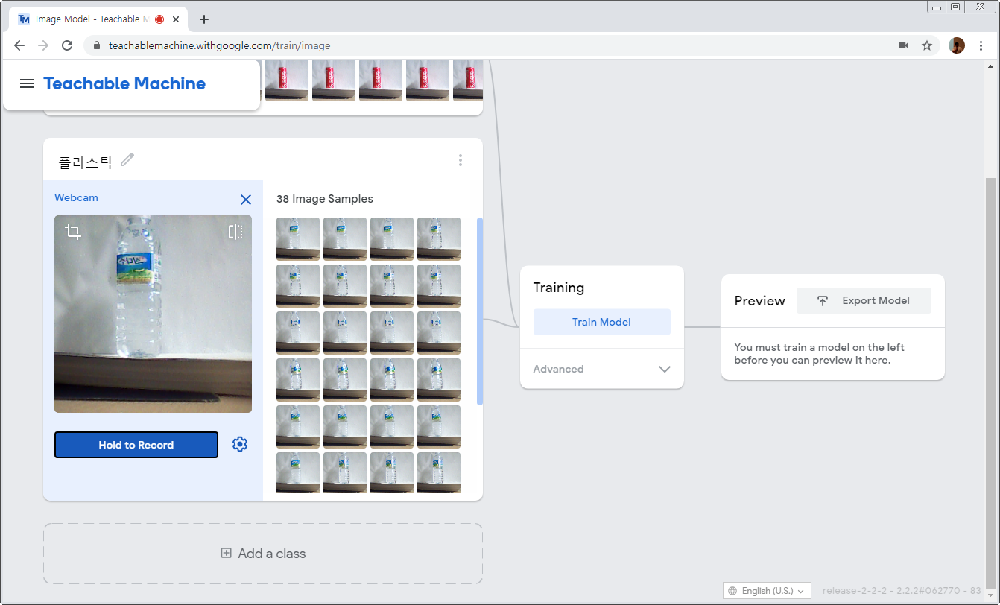 Image Model - Teachable M
teachablemachine.withgoogle.com/train/image
Teachable Machine
플라스틱
Webcam
38 Image Samples
Hold to Record
Add a class
Training
Train Model
Advanced
Preview
Export Model
You must train a model on the left
before you can preview it here.
English (U.S.)
release-2-2-2 - 2.2.2#062770 - 83